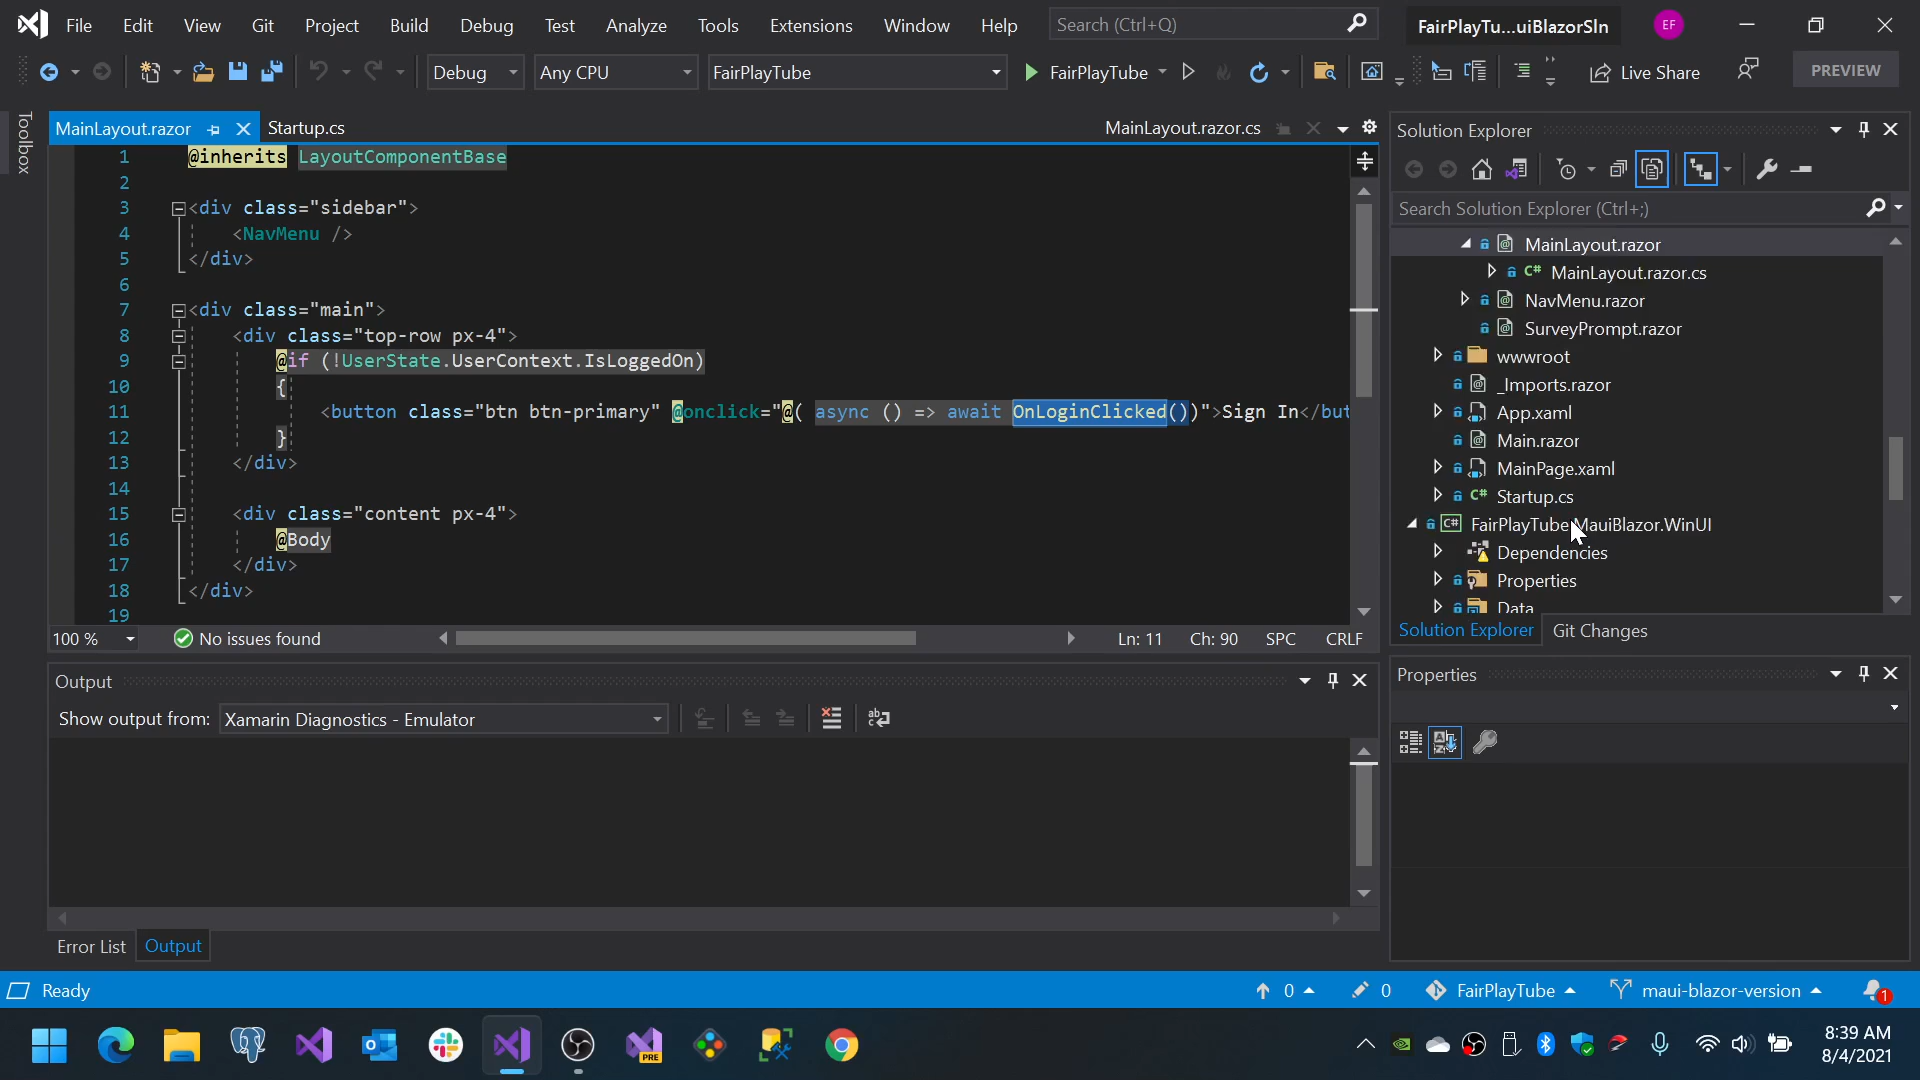 File Edit View Git Project Build Debug Test Analyze Tools Extensions Window Help Search (Ctrl+Q) FairPlayTu...uiBlazorSln EF
Debug Any CPU FairPlayTube FairPlayTube Live Share PREVIEW
Toolbox
MainLayout.razor Startup.cs MainLayout.razor.cs
1 @inherits LayoutComponentBase
2
3 <div class="sidebar">
4 <NavMenu />
5 </div>
6
7 <div class="main">
8 <div class="top-row px-4">
9 @if (!UserState.UserContext.IsLoggedOn)
10 {
11 <button class="btn btn-primary" @onclick="@( async () => await OnLoginClicked())">Sign In</but
12 }
13 </div>
14
15 <div class="content px-4">
16 @Body
17 </div>
18 </div>
19
100 % No issues found Ln: 11 Ch: 90 SPC CRLF
Output
Show output from: Xamarin Diagnostics - Emulator
Error List Output
Solution Explorer
Search Solution Explorer (Ctrl+;)
MainLayout.razor
C# MainLayout.razor.cs
NavMenu.razor
SurveyPrompt.razor
wwwroot
_Imports.razor
App.xaml
Main.razor
MainPage.xaml
C# Startup.cs
C# FairPlayTube.MauiBlazor.WinUI
Dependencies
Properties
Data
Solution Explorer Git Changes
Properties
Ready 0 0 FairPlayTube maui-blazor-version 1
PRE
8:39 AM
8/4/2021